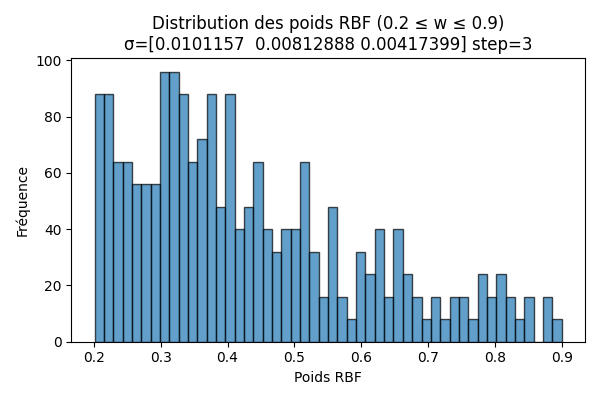 Distribution des poids RBF (0.2 ≤ w ≤ 0.9)
σ=[0.0101157  0.00812888 0.00417399] step=3
100
80
60
40
20
0
Fréquence
0.2 0.3 0.4 0.5 0.6 0.7 0.8 0.9
Poids RBF